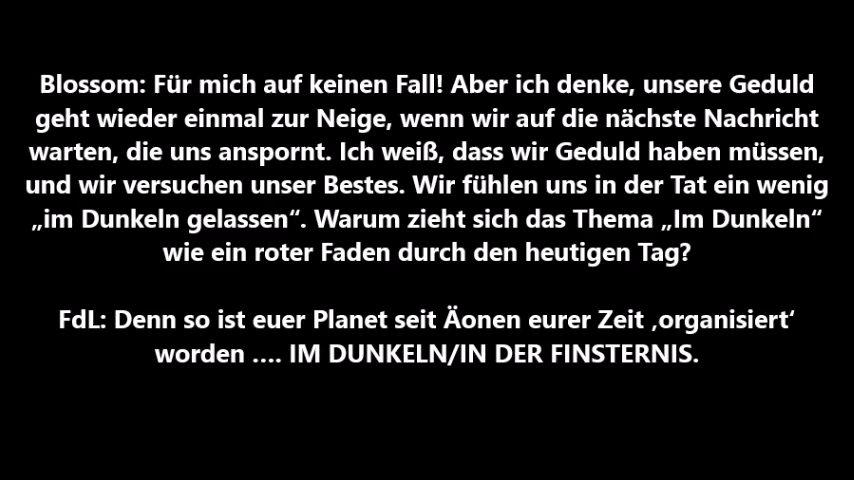 Blossom: Für mich auf keinen Fall! Aber ich denke, unsere Geduld
geht wieder einmal zur Neige, wenn wir auf die nächste Nachricht
warten, die uns anspornt. Ich weiß, dass wir Geduld haben müssen,
und wir versuchen unser Bestes. Wir fühlen uns in der Tat ein wenig
„im Dunkeln gelassen“. Warum zieht sich das Thema „Im Dunkeln“
wie ein roter Faden durch den heutigen Tag?
FdL: Denn so ist euer Planet seit Äonen eurer Zeit ‚organisiert‘
worden …. IM DUNKELN/IN DER FINSTERNIS.